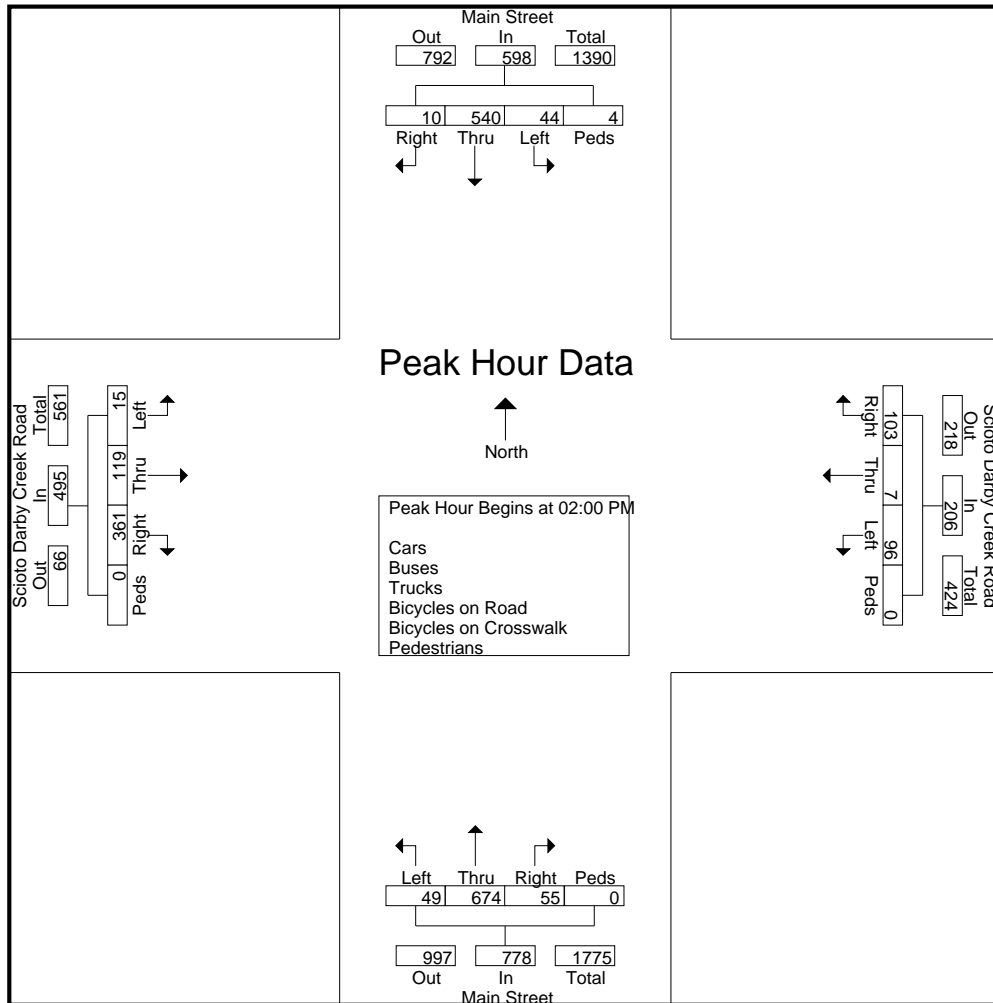 Main Street
Out In Total
792 598 1390
10 540 44 4
Right Thru Left Peds
Peak Hour Data
North
Peak Hour Begins at 02:00 PM
Cars
Buses
Trucks
Bicycles on Road
Bicycles on Crosswalk
Pedestrians
Scioto Darby Creek Road
Out In Total
66 495 561
Left Thru Right Peds
15 119 361 0
Scioto Darby Creek Road
Out In Total
218 206 424
103 7 96 0
Right Thru Left Peds
Left Thru Right Peds
49 674 55 0
997 778 1775
Out In Total
Main Street